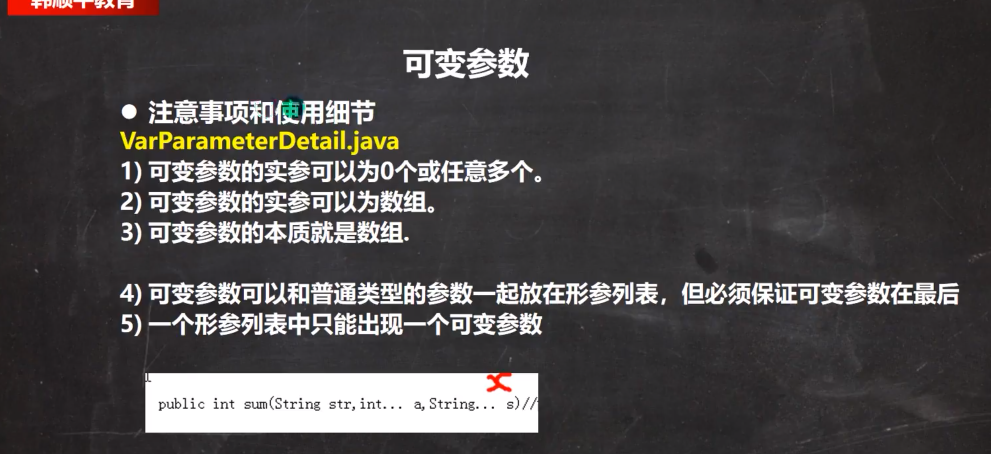 韩顺平教育
可变参数
● 注意事项和使用细节
VarParameterDetail.java
1) 可变参数的实参可以为0个或任意多个。
2) 可变参数的实参可以为数组。
3) 可变参数的本质就是数组.
4) 可变参数可以和普通类型的参数一起放在形参列表，但必须保证可变参数在最后
5) 一个形参列表中只能出现一个可变参数
public int sum(String str,int... a,String... s)//